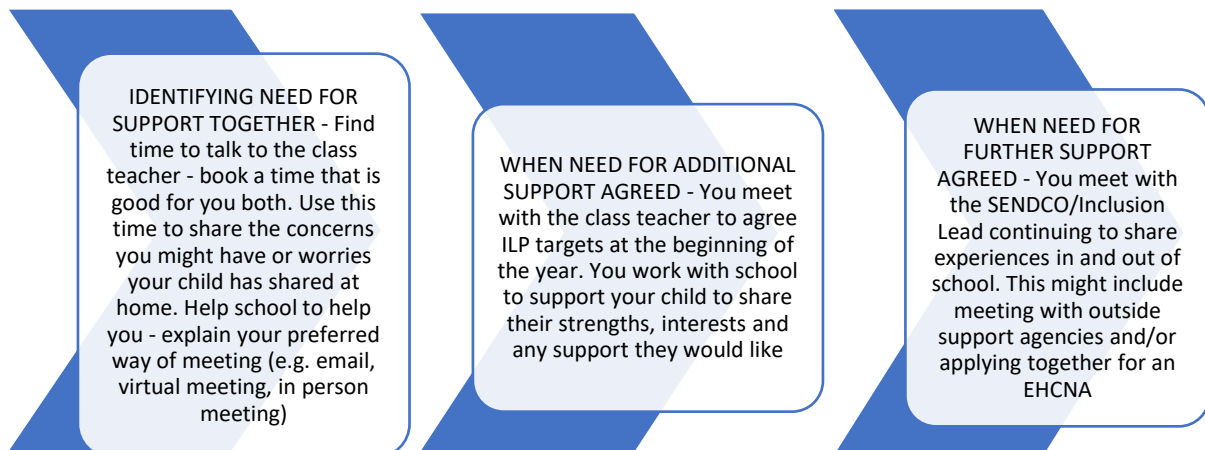 IDENTIFYING NEED FOR
SUPPORT TOGETHER - Find
time to talk to the class
teacher - book a time that is
good for you both. Use this
time to share the concerns
you might have or worries
your child has shared at
home. Help school to help
you - explain your preferred
way of meeting (e.g. email,
virtual meeting, in person
meeting)
WHEN NEED FOR ADDITIONAL
SUPPORT AGREED - You meet
with the class teacher to agree
ILP targets at the beginning of
the year. You work with school
to support your child to share
their strengths, interests and
any support they would like
WHEN NEED FOR
FURTHER SUPPORT
AGREED - You meet with
the SENDCO/Inclusion
Lead continuing to share
experiences in and out of
school. This might include
meeting with outside
support agencies and/or
applying together for an
EHCNA